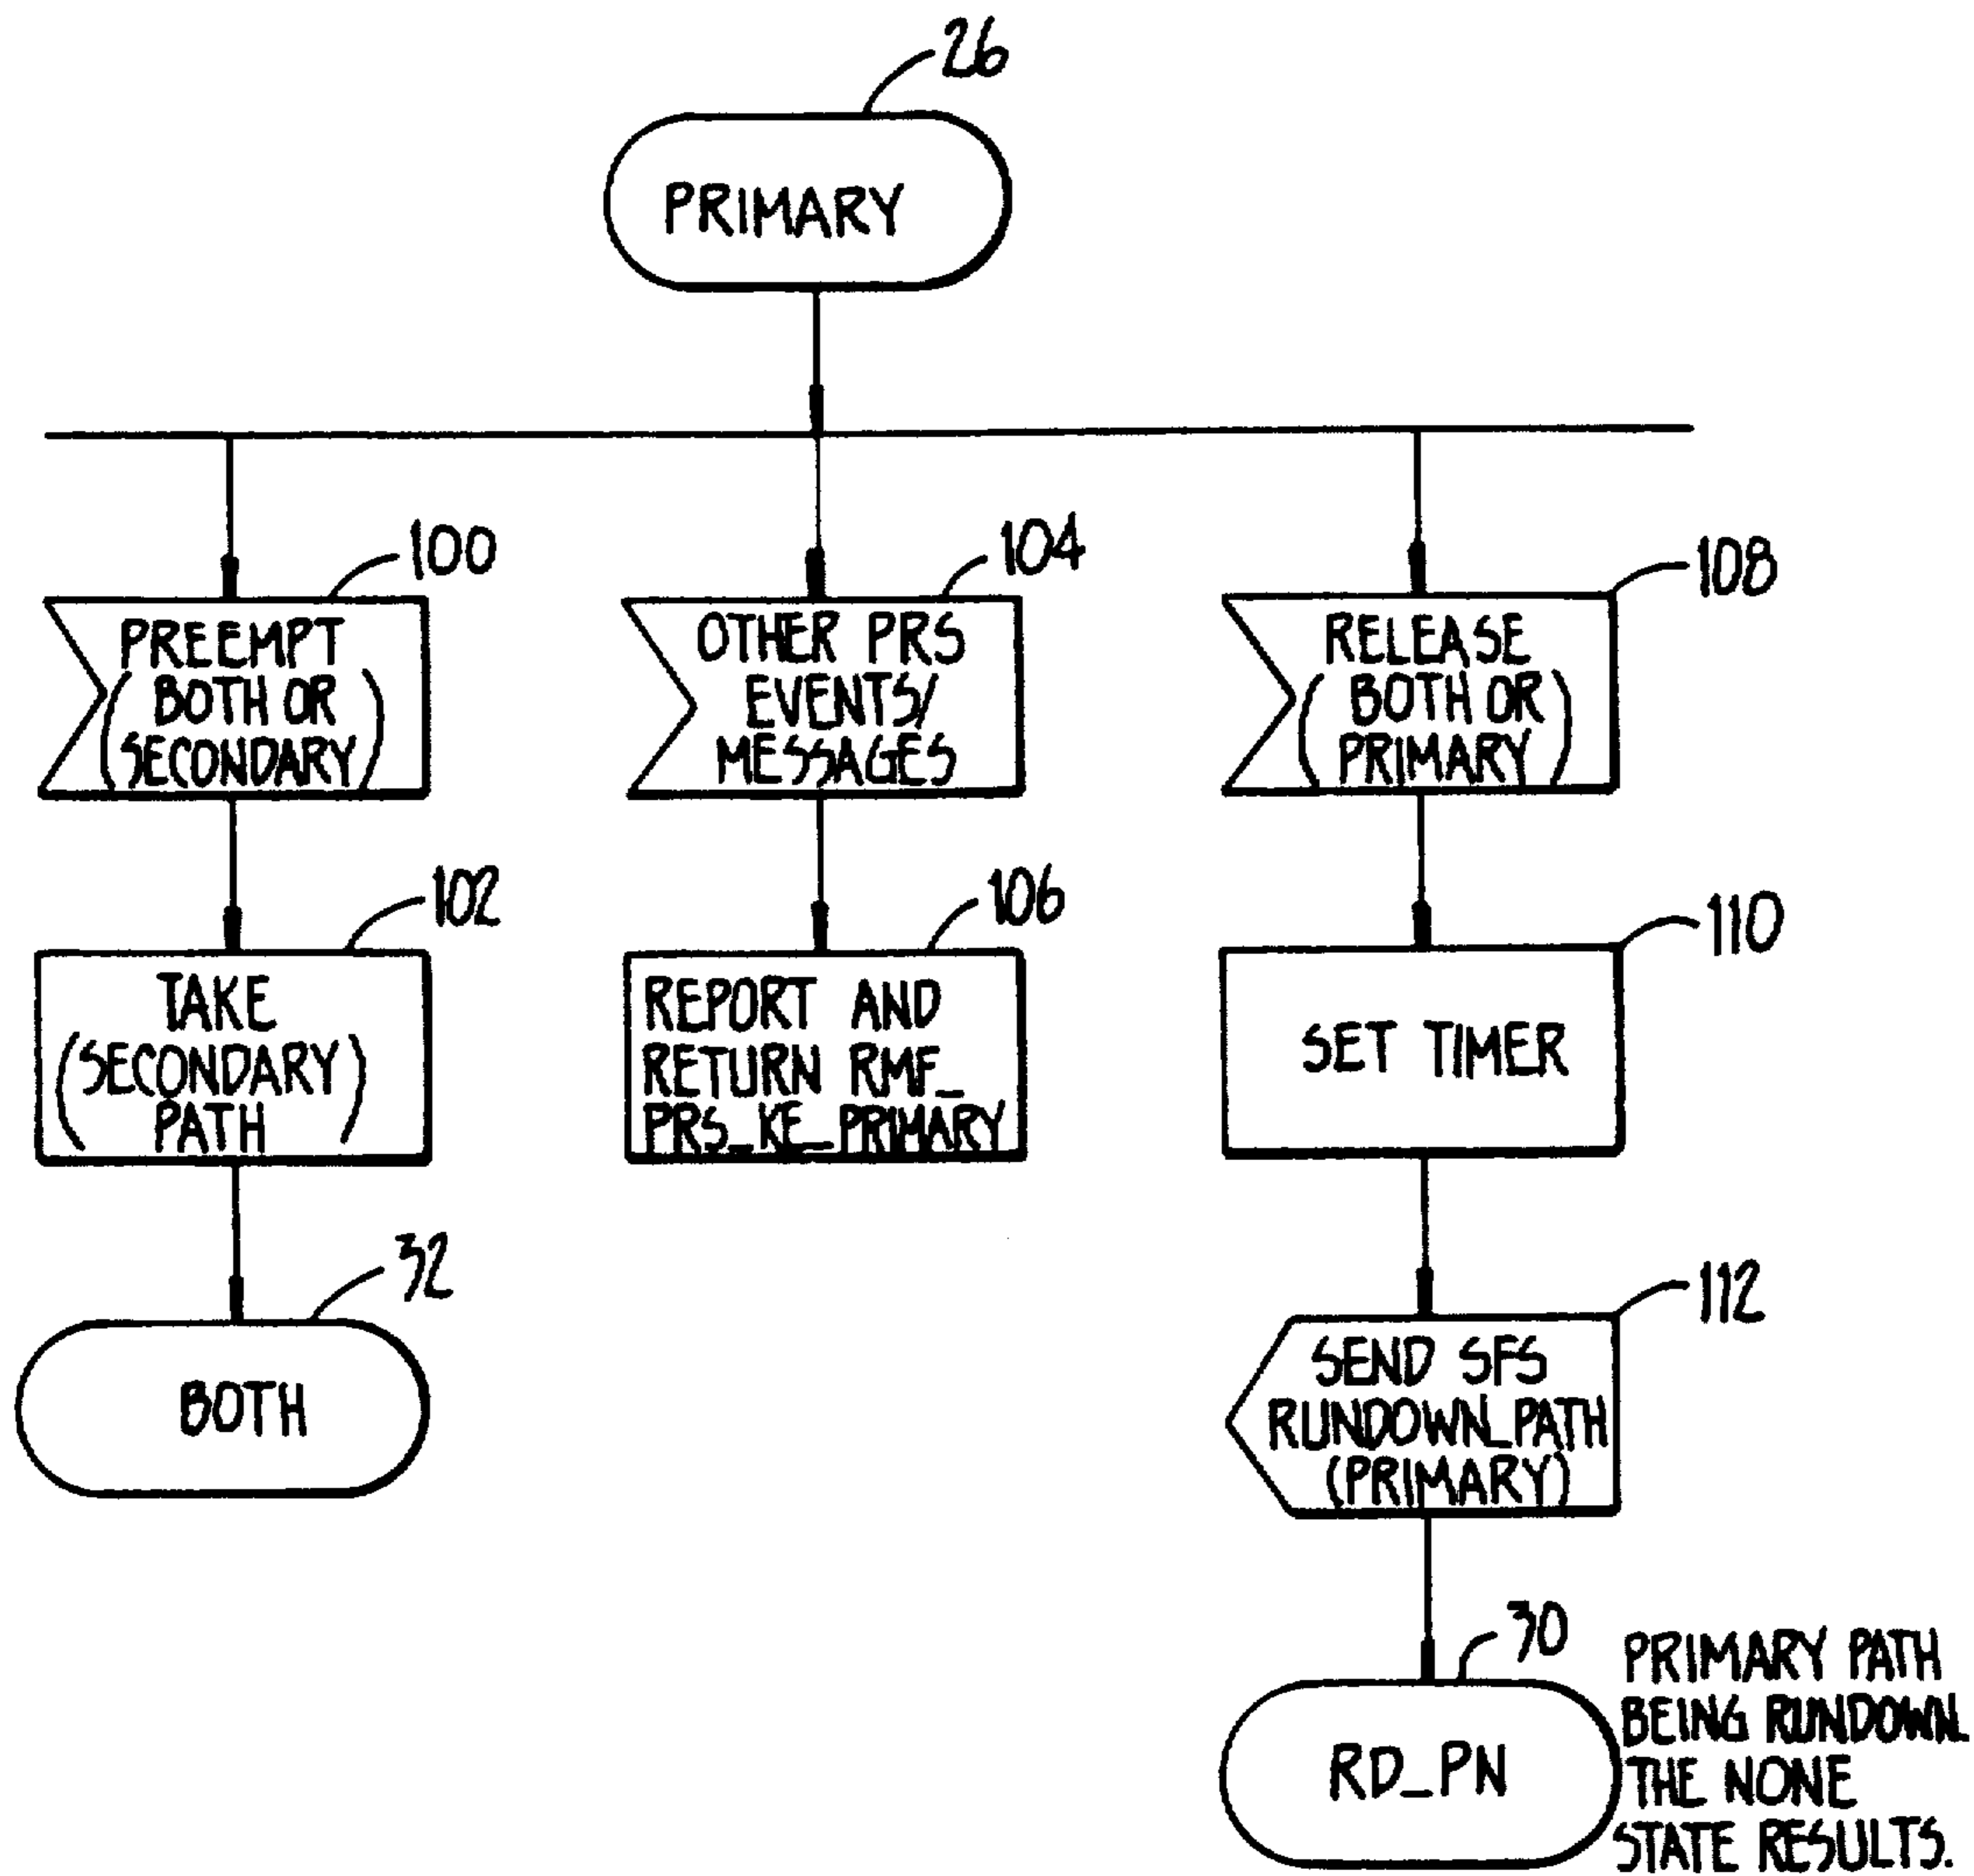 26
PRIMARY
100
PREEMPT
(BOTH OR
SECONDARY)
104
OTHER PRS
EVENTS/
MESSAGES
108
RELEASE
(BOTH OR
PRIMARY)
102
TAKE
(SECONDARY
PATH)
106
REPORT AND
RETURN RMF_
PRS_KE_PRIMARY
110
SET TIMER
32
BOTH
112
SEND SFS
RUNDOWN_PATH
(PRIMARY)
30
RD_PN
PRIMARY PATH
BEING RUNDOWN.
THE NONE
STATE RESULTS.